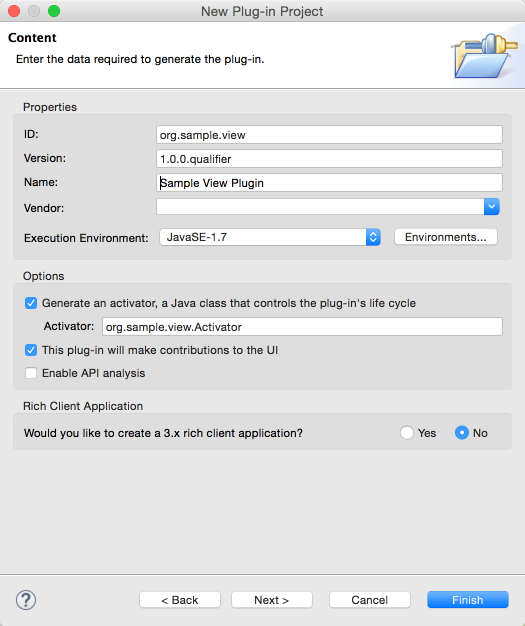 New Plug-in Project
Content
Enter the data required to generate the plug-in.
Properties
ID: org.sample.view
Version: 1.0.0.qualifier
Name: Sample View Plugin
Vendor:
Execution Environment: JavaSE-1.7 Environments...
Options
Generate an activator, a Java class that controls the plug-in's life cycle
Activator: org.sample.view.Activator
This plug-in will make contributions to the UI
Enable API analysis
Rich Client Application
Would you like to create a 3.x rich client application? Yes No
? < Back Next > Cancel Finish